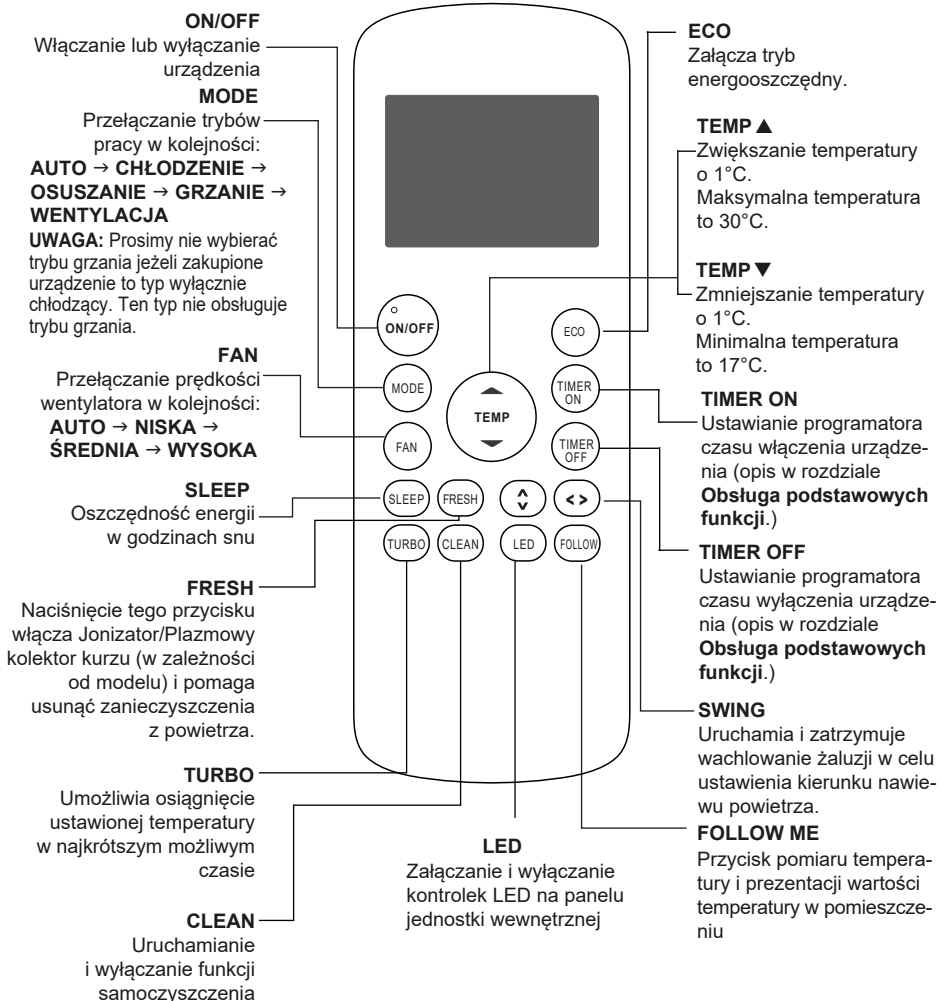 ON/OFF
Włączanie lub wyłączanie
urządzenia
MODE
Przełączanie trybów
pracy w kolejności:
AUTO → CHŁODZENIE →
OSUSZANIE → GRZANIE →
WENTYLACJA
UWAGA: Prosimy nie wybierać
trybu grzania jeżeli zakupione
urządzenie to typ wyłącznie
chłodzący. Ten typ nie obsługuje
trybu grzania.
FAN
Przełączanie prędkości
wentylatora w kolejności:
AUTO → NISKA →
ŚREDNIA → WYSOKA
SLEEP
Oszczędność energii
w godzinach snu
FRESH
Naciśnięcie tego przycisku
włącza Jonizator/Plazmowy
kolektor kurzu (w zależności
od modelu) i pomaga
usunąć zanieczyszczenia
z powietrza.
TURBO
Umożliwia osiągnięcie
ustawionej temperatury
w najkrótszym możliwym
czasie
CLEAN
Uruchamianie
i wyłączanie funkcji
samoczyszczenia
ON/OFF
ECO
MODE
TEMP
TIMER
ON
FAN
TIMER
OFF
SLEEP
FRESH
< >
TURBO
CLEAN
LED
FOLLOW
LED
Załączanie i wyłączanie
kontrolek LED na panelu
jednostki wewnętrznej
ECO
Załącza tryb
energooszczędny.
TEMP ▲
Zwiększanie temperatury
o 1°C.
Maksymalna temperatura
to 30°C.
TEMP ▼
Zmniejszanie temperatury
o 1°C.
Minimalna temperatura
to 17°C.
TIMER ON
Ustawianie programatora
czasu włączenia urządze-
nia (opis w rozdziale
Obsługa podstawowych
funkcji.)
TIMER OFF
Ustawianie programatora
czasu wyłączenia urządze-
nia (opis w rozdziale
Obsługa podstawowych
funkcji.)
SWING
Uruchamia i zatrzymuje
wachlowanie żaluzji w celu
ustawienia kierunku nawie-
wu powietrza.
FOLLOW ME
Przycisk pomiaru tempera-
tury i prezentacji wartości
temperatury w pomieszcze-
niu